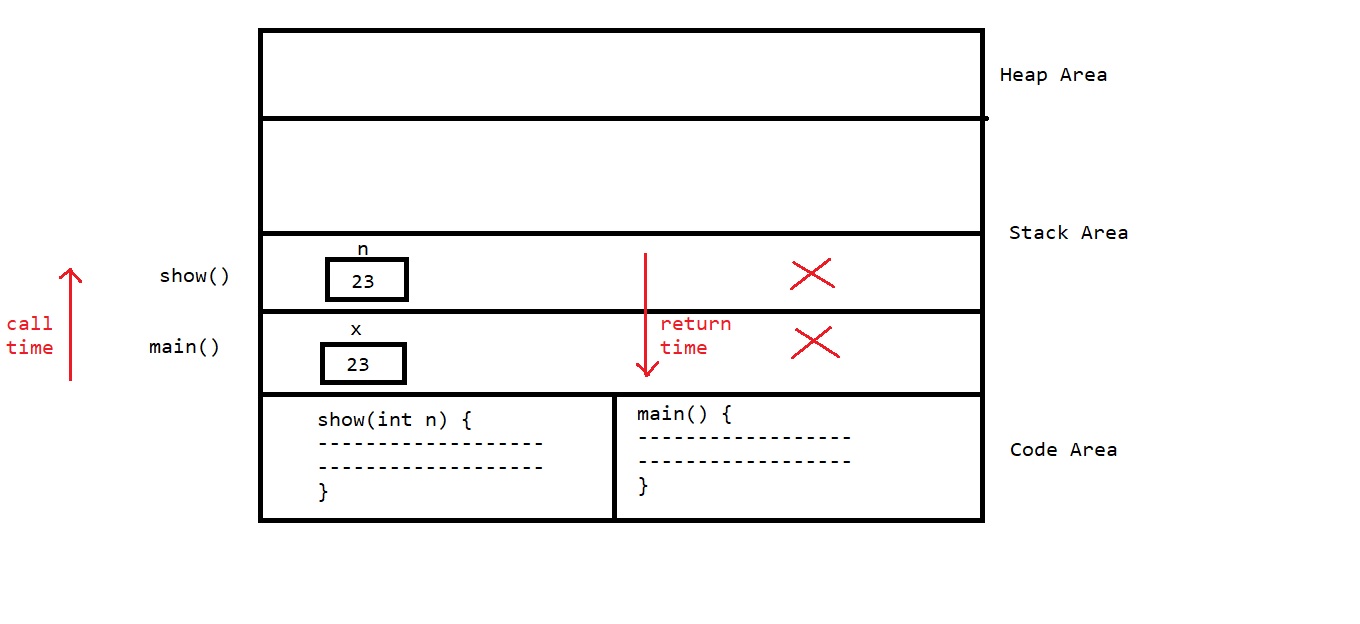 Heap Area
Stack Area
n
show()
23
call
time
return
time
x
main()
23
show(int n) {
-------------------
-------------------
}
main() {
------------------
------------------
}
Code Area